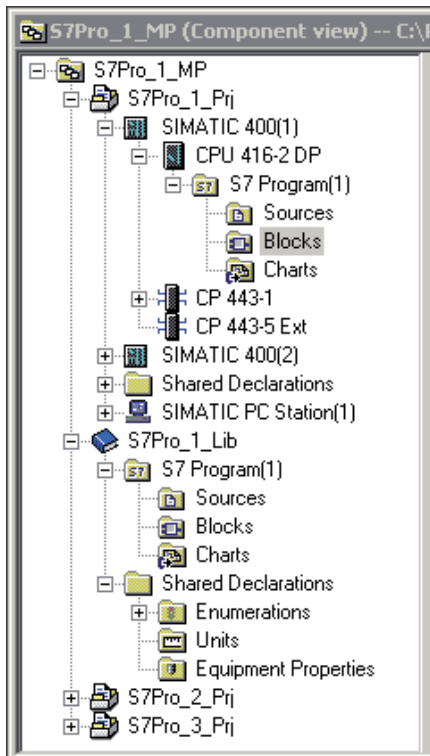 S7Pro_1_MP (Component view) -- C:\
S7Pro_1_MP
S7Pro_1_Prj
SIMATIC 400(1)
CPU 416-2 DP
S7 Program(1)
Sources
Blocks
Charts
CP 443-1
CP 443-5 Ext
SIMATIC 400(2)
Shared Declarations
SIMATIC PC Station(1)
S7Pro_1_Lib
S7 Program(1)
Sources
Blocks
Charts
Shared Declarations
Enumerations
Units
Equipment Properties
S7Pro_2_Prj
S7Pro_3_Prj